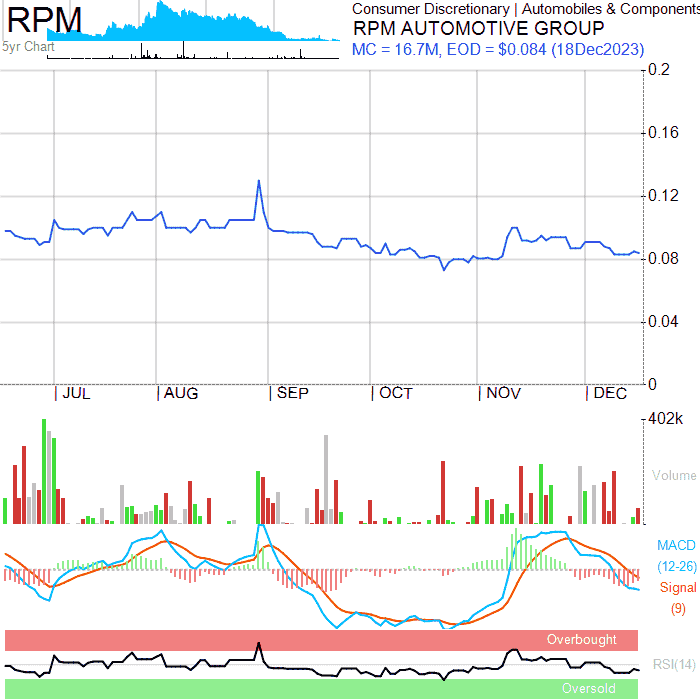 RPM
5yr Chart
Consumer Discretionary | Automobiles & Components
RPM AUTOMOTIVE GROUP
MC = 16.7M, EOD = $0.084 (18Dec2023)
0.2
0.16
0.12
0.08
0.04
0
JUL AUG SEP OCT NOV DEC
402k
Volume
MACD
(12-26)
Signal
(9)
Overbought
RSI(14)
Oversold